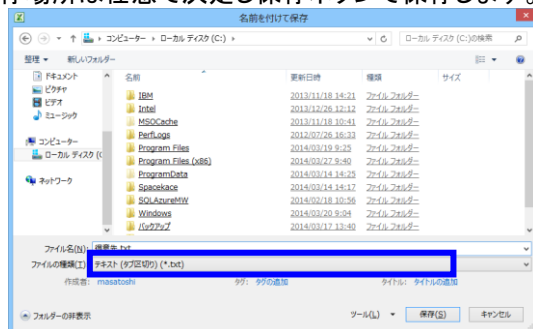 存場所は任意で決定し保存ボタンで保存します。
名前を付けて保存
コンピューター ▸ ローカル ディスク (C:) ▸
ローカル ディスク (C:)の検索
整理 ▼ 新しいフォルダー
名前 更新日時 種類 サイズ
ドキュメント
ピクチャ
ビデオ
ミュージック
コンピューター
ローカル ディスク (C
ネットワーク
IBM 2013/11/18 14:21 ファイル フォルダー
Intel 2013/12/26 12:12 ファイル フォルダー
MSOCache 2013/11/18 10:41 ファイル フォルダー
PerfLogs 2012/07/26 16:33 ファイル フォルダー
Program Files 2014/03/19 9:25 ファイル フォルダー
Program Files (x86) 2014/03/27 9:40 ファイル フォルダー
ProgramData 2014/03/14 14:25 ファイル フォルダー
Spacekace 2014/03/14 14:17 ファイル フォルダー
SQLAzureMW 2014/02/18 10:56 ファイル フォルダー
Windows 2014/03/20 9:04 ファイル フォルダー
バックアップ 2014/03/17 13:40 ファイル フォルダー
ファイル名(N): 得意先.txt
ファイルの種類(T): テキスト (タブ区切り) (*.txt)
作成者: masatoshi タグ: タグの追加 タイトル: タイトルの追加
フォルダーの非表示 ツール(L) ▼ 保存(S) キャンセル